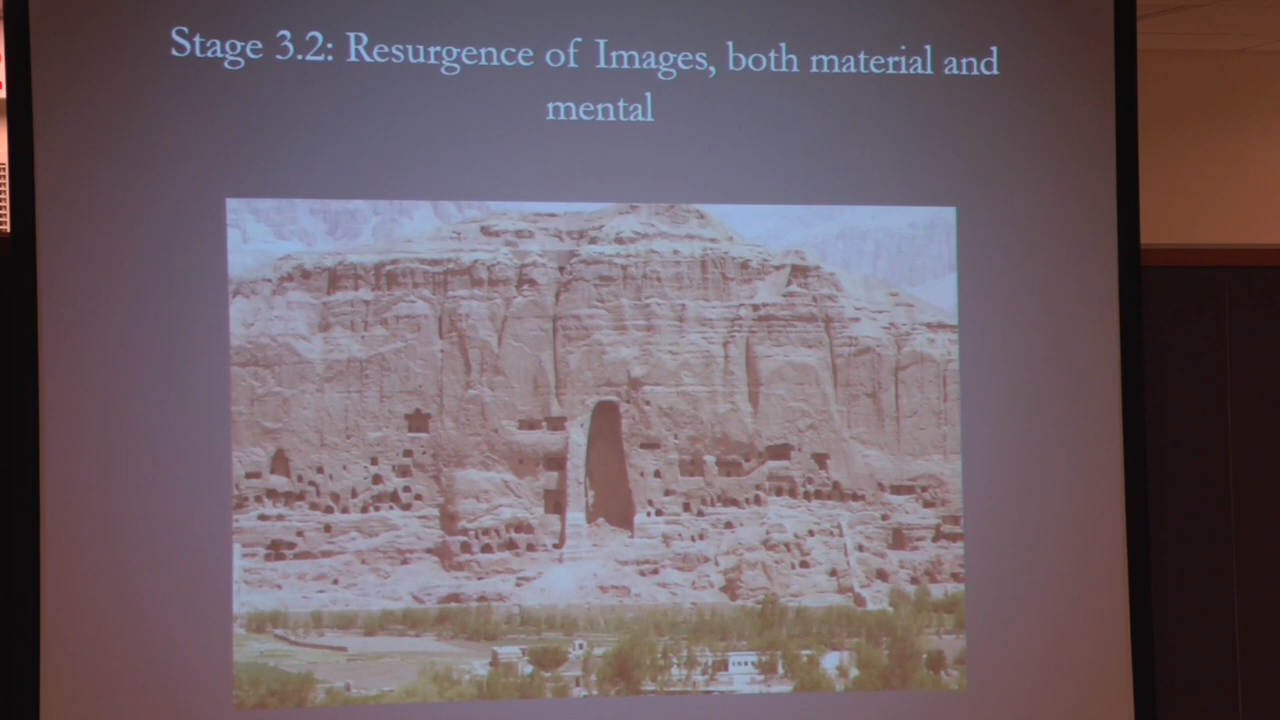 Stage 3.2: Resurgence of Images, both material and
mental